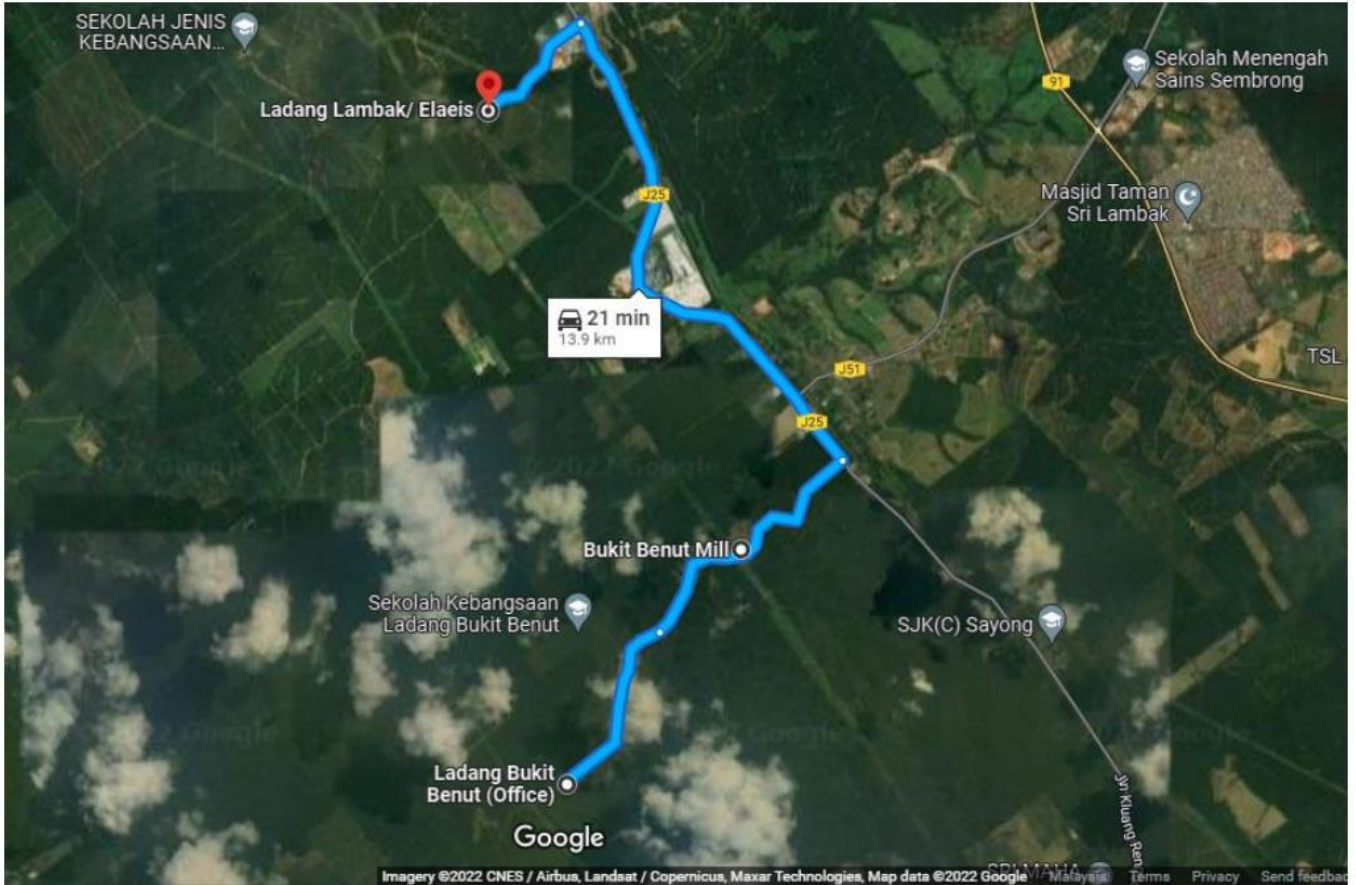 SEKOLAH JENIS
KEBANGSAAN...
Ladang Lambak/ Elaeis
91
Sekolah Menengah
Sains Sembrong
J25
Masjid Taman
Sri Lambak
21 min
13.9 km
TSL
J51
J25
Bukit Benut Mill
Sekolah Kebangsaan
Ladang Bukit Benut
SJK(C) Sayong
Ladang Bukit
Benut (Office)
Jln Kluang Ren
Google
Imagery ©2022 CNES / Airbus, Landsat / Copernicus, Maxar Technologies, Map data ©2022 Google Malaysia Terms Privacy Send feedbac